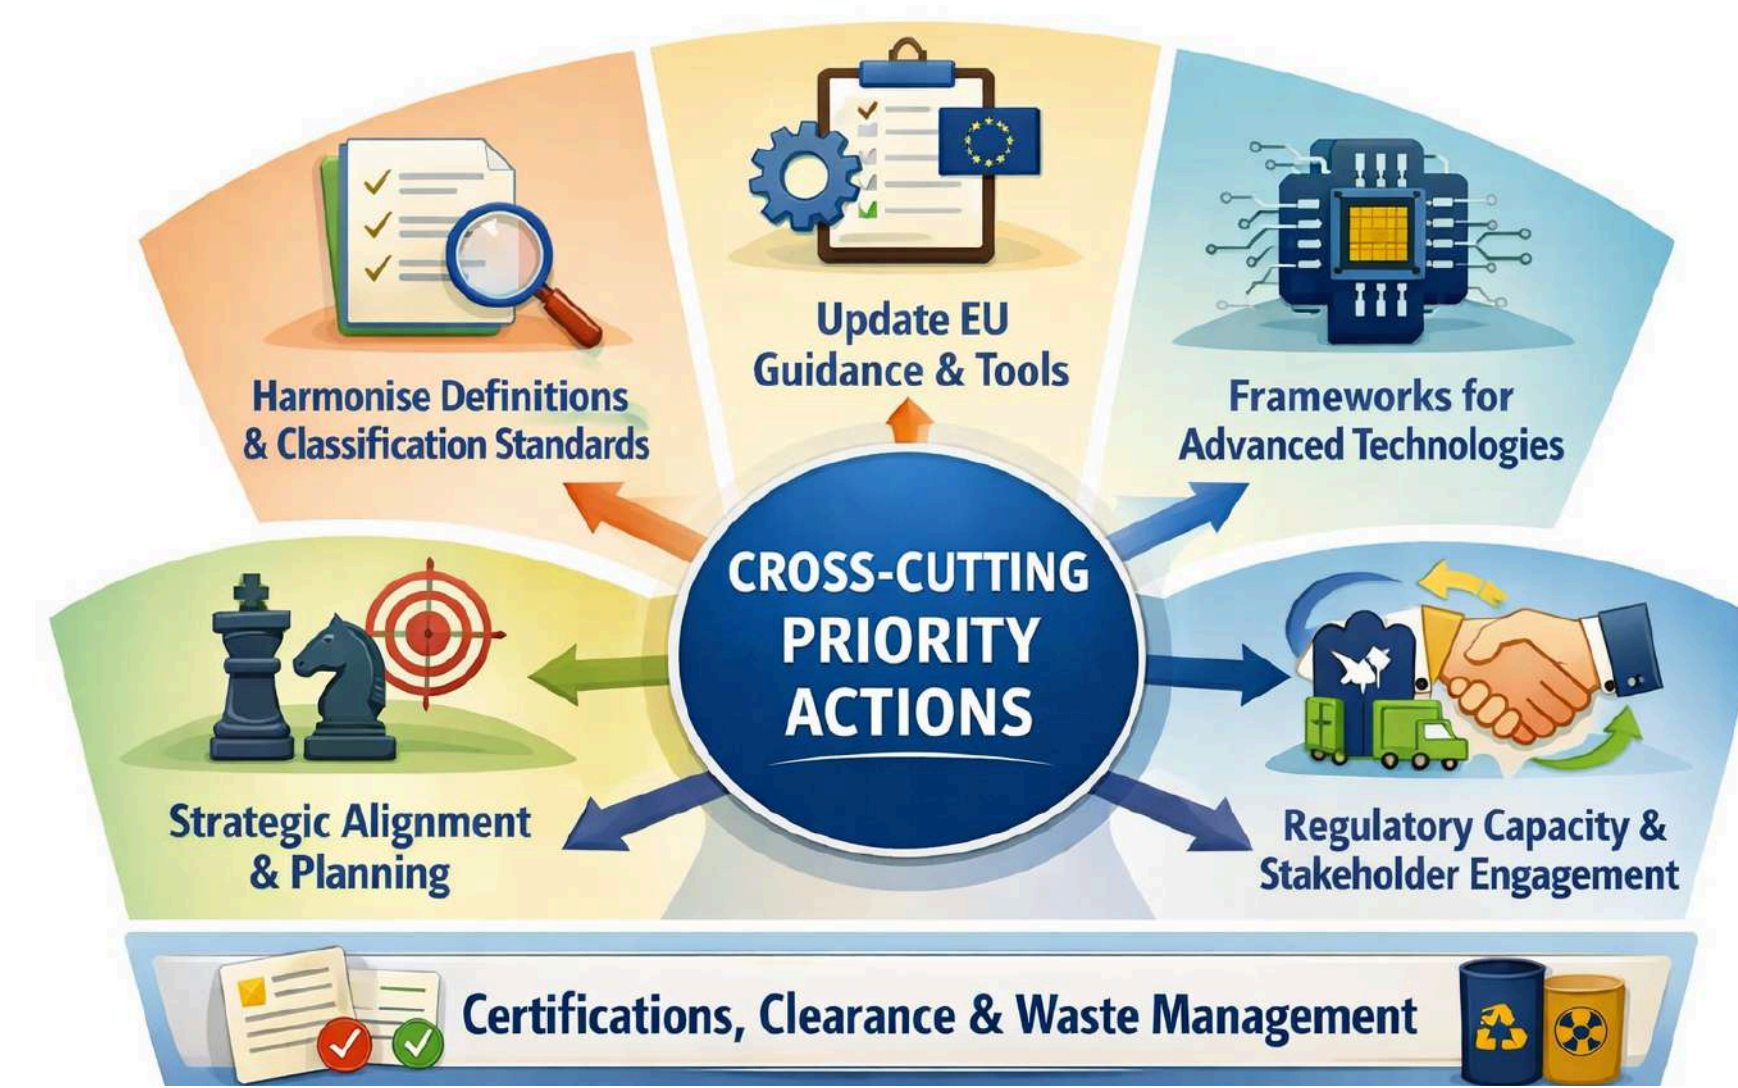 Update EU
Guidance & Tools
Harmonise Definitions
& Classification Standards
Frameworks for
Advanced Technologies
CROSS-CUTTING
PRIORITY
ACTIONS
Strategic Alignment
& Planning
Regulatory Capacity &
Stakeholder Engagement
Certifications, Clearance & Waste Management